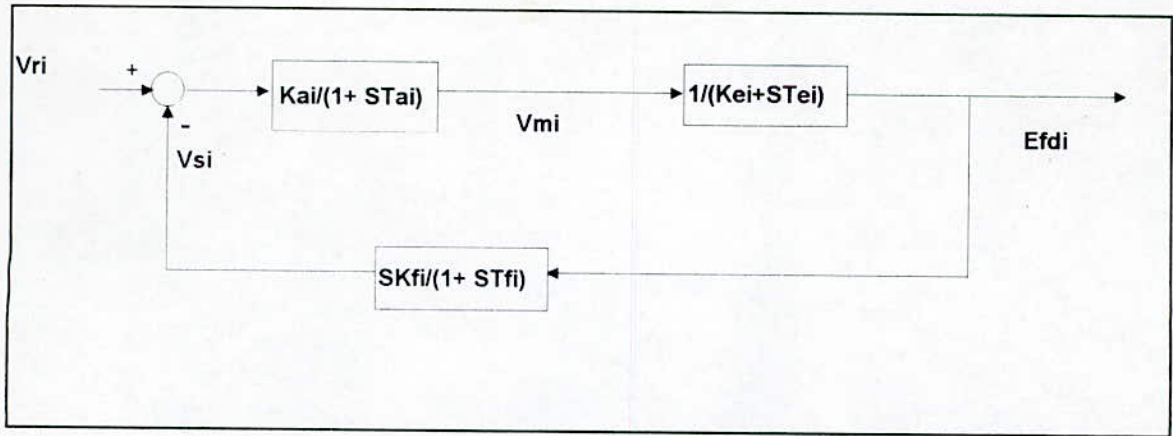 Vri
+
Kai/(1+ STai)
1/(Kei+STei)
-
Vmi
Efdi
Vsi
SKfi/(1+ STfi)